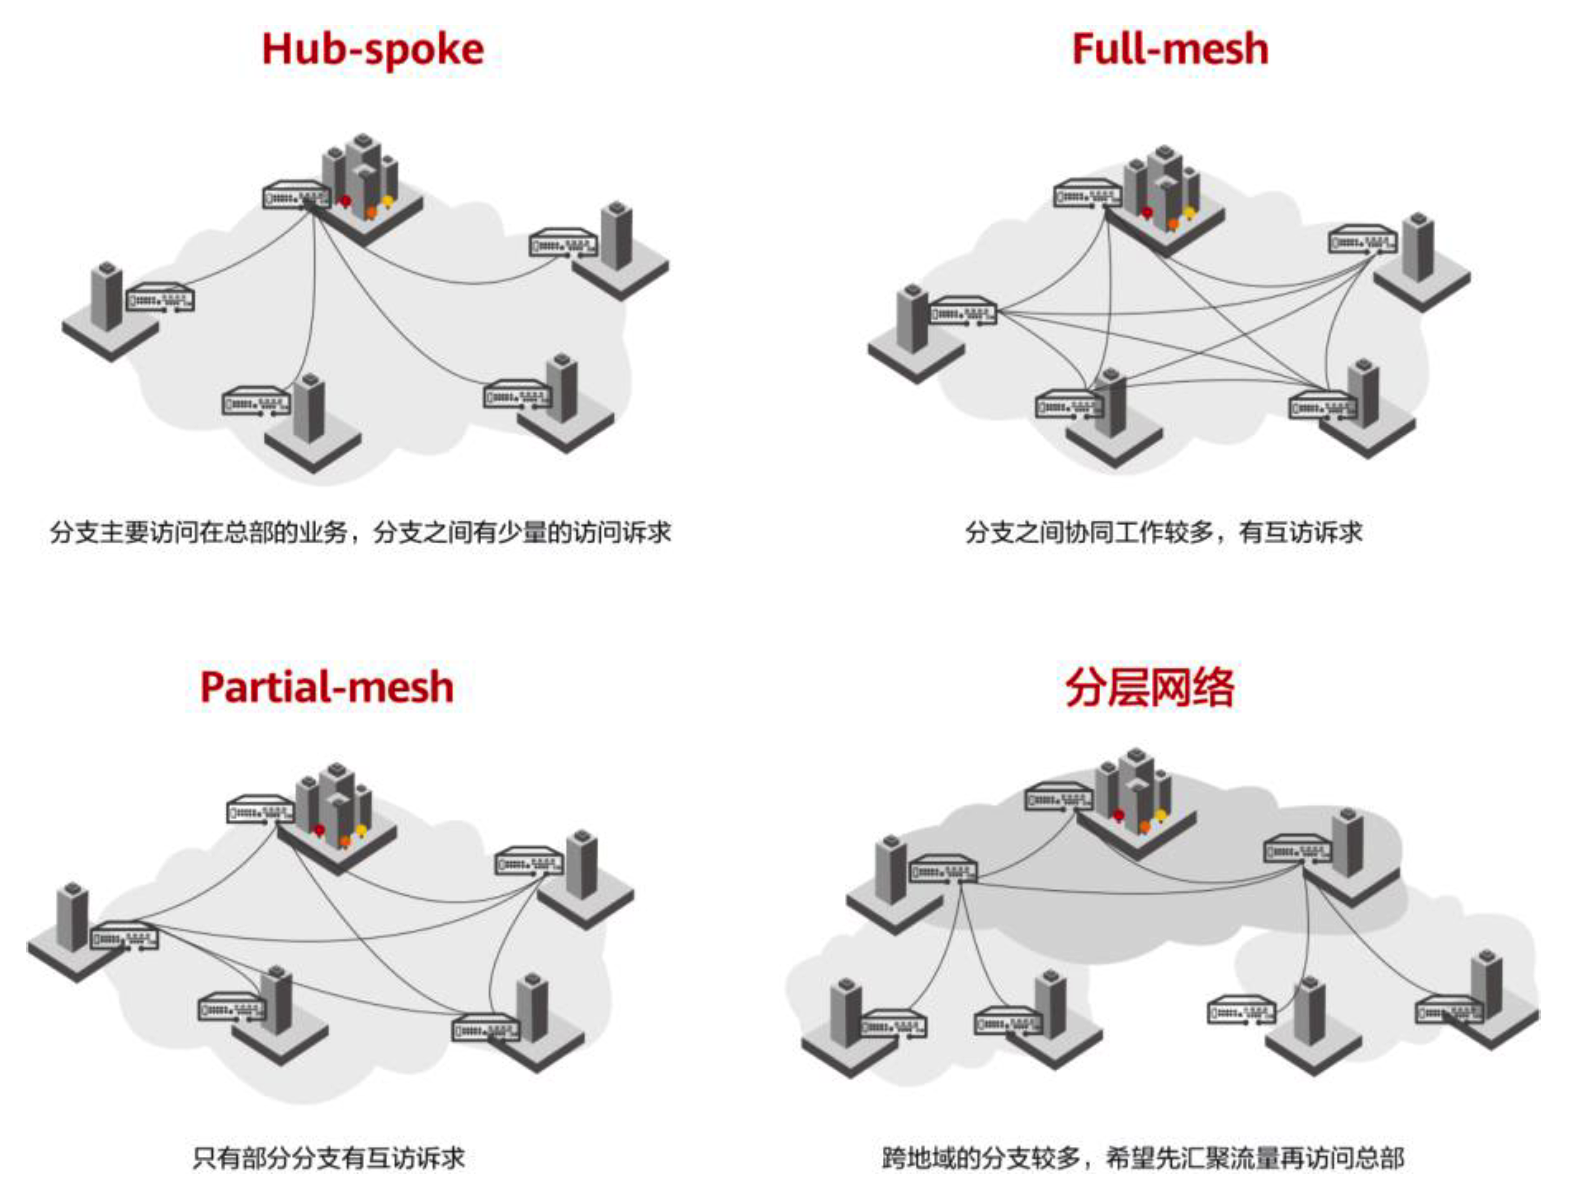 Hub-spoke
Full-mesh
分支主要访问在总部的业务，分支之间有少量的访问诉求
分支之间协同工作较多，有互访诉求
Partial-mesh
分层网络
只有部分分支有互访诉求
跨地域的分支较多，希望先汇聚流量再访问总部